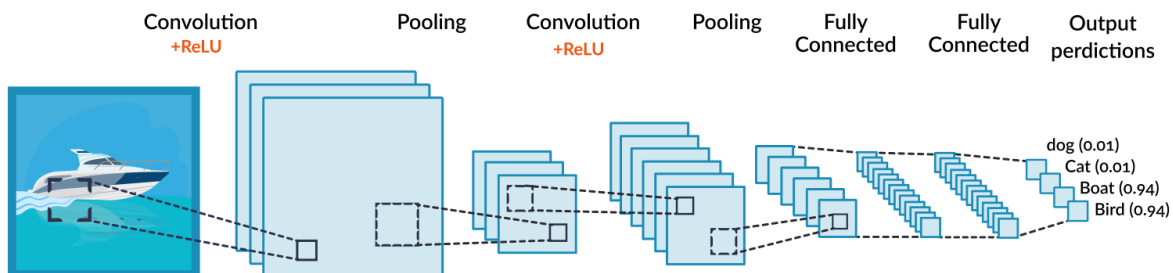 Convolution
+ReLU
Pooling
Convolution
+ReLU
Pooling
Fully
Connected
Fully
Connected
Output
perdictions
dog (0.01)
Cat (0.01)
Boat (0.94)
Bird (0.94)